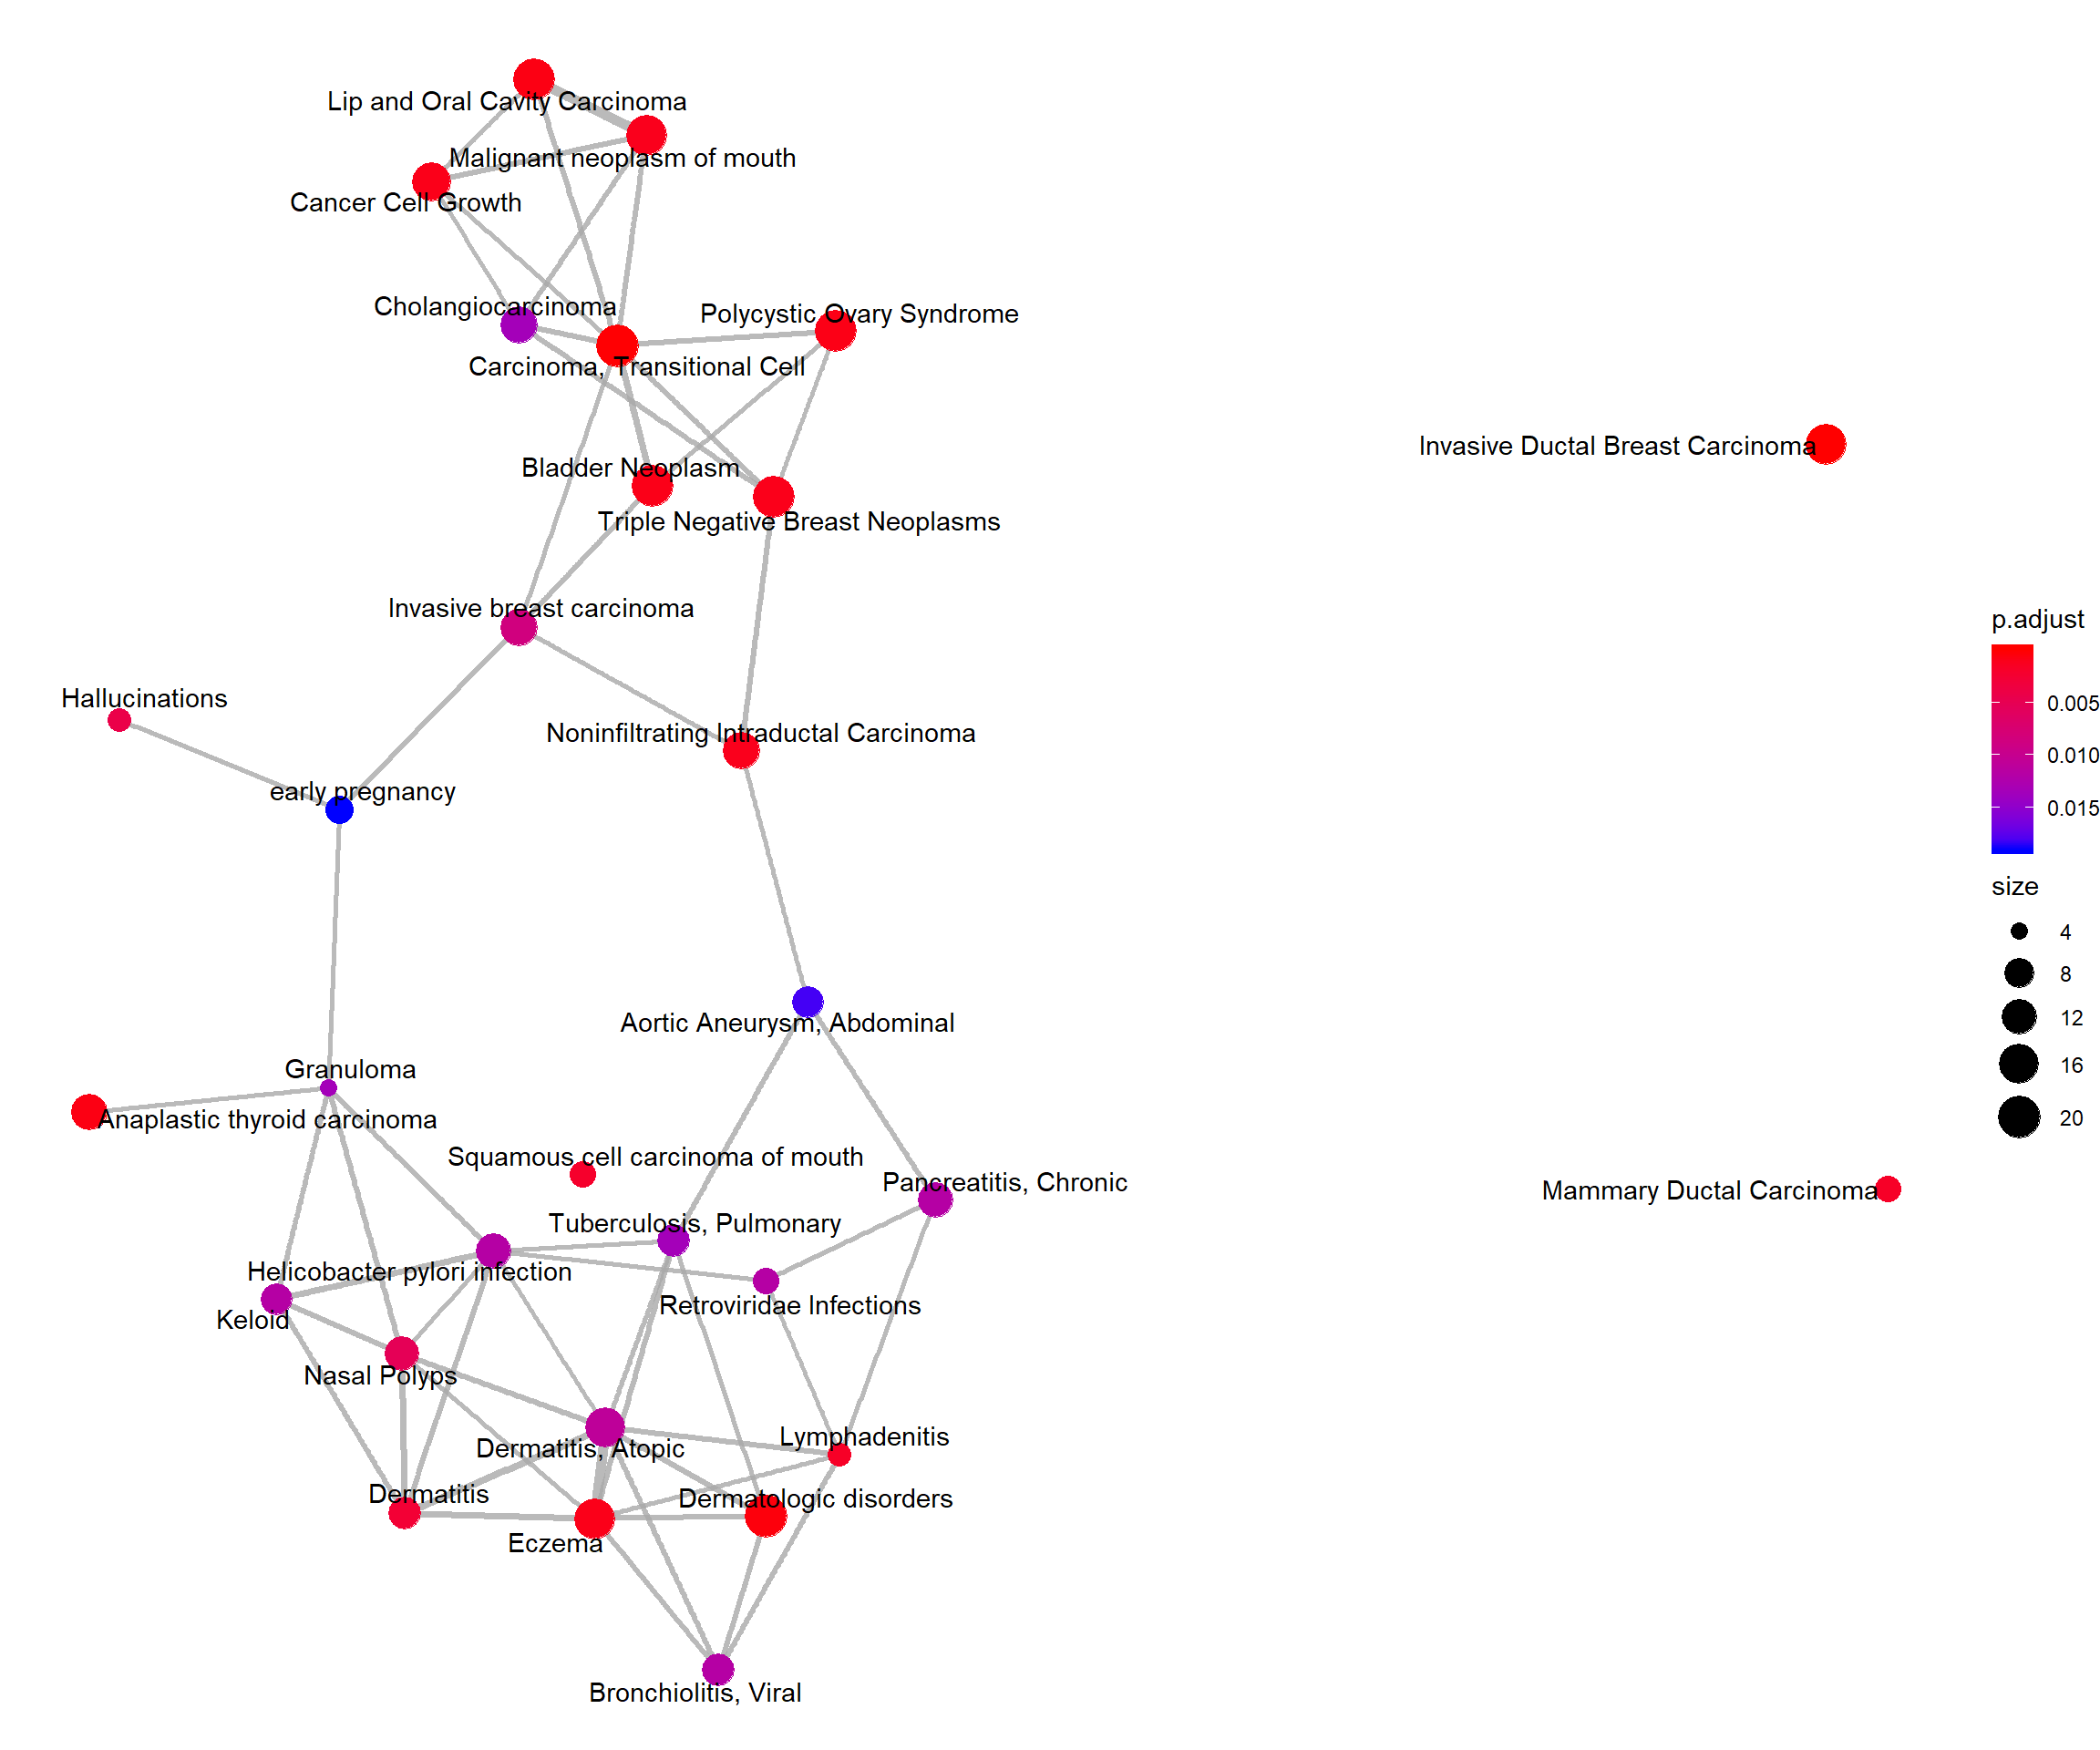 Lip and Oral Cavity Carcinoma
Malignant neoplasm of mouth
Cancer Cell Growth
Cholangiocarcinoma
Polycystic Ovary Syndrome
Carcinoma, Transitional Cell
Invasive Ductal Breast Carcinoma
Bladder Neoplasm
Triple Negative Breast Neoplasms
Invasive breast carcinoma
Hallucinations
Noninfiltrating Intraductal Carcinoma
early pregnancy
Aortic Aneurysm, Abdominal
Granuloma
Anaplastic thyroid carcinoma
Squamous cell carcinoma of mouth
Pancreatitis, Chronic
Mammary Ductal Carcinoma
Tuberculosis, Pulmonary
Helicobacter pylori infection
Retroviridae Infections
Keloid
Nasal Polyps
Dermatitis, Atopic
Lymphadenitis
Dermatitis
Dermatologic disorders
Eczema
Bronchiolitis, Viral
p.adjust
0.005
0.010
0.015
size
4
8
12
16
20